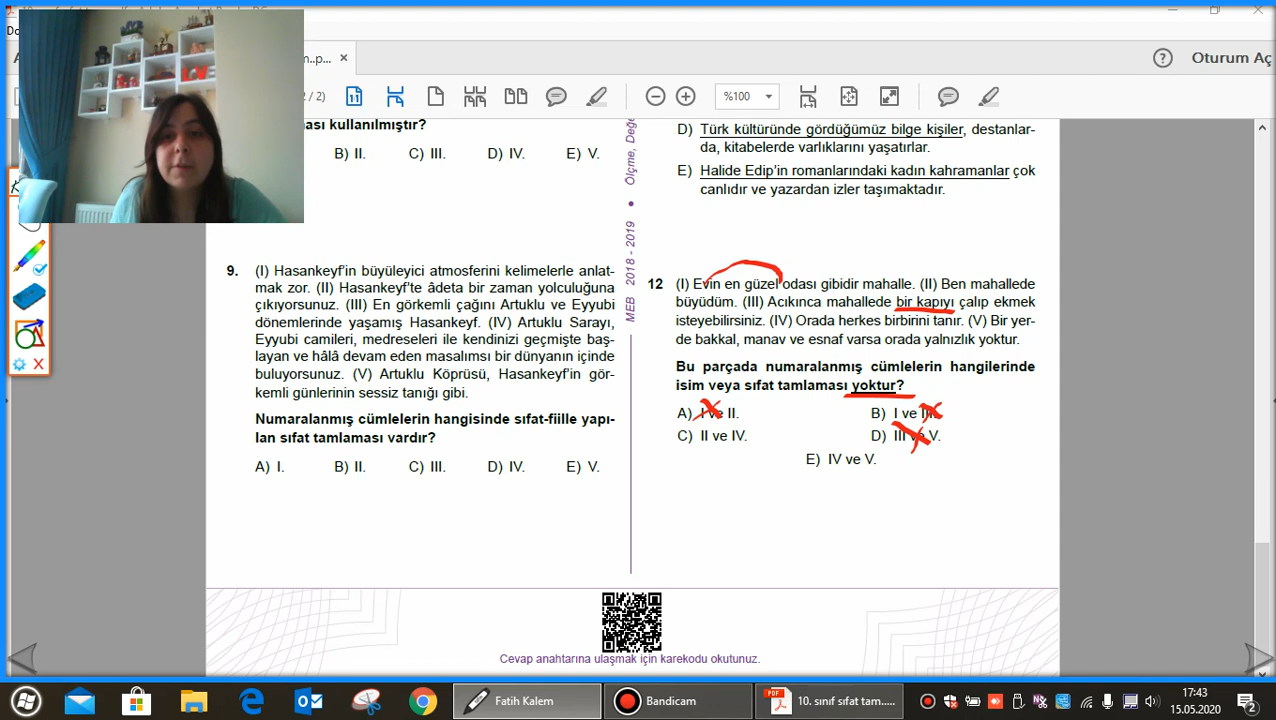 m..p...
Oturum Aç
2 / 2)
%100
ması kullanılmıştır?
B) II. C) III. D) IV. E) V.
9. (I) Hasankeyf'in büyüleyici atmosferini kelimelerle anlat-
mak zor. (II) Hasankeyf'te âdeta bir zaman yolculuğuna
çıkıyorsunuz. (III) En görkemli çağını Artuklu ve Eyyubi
dönemlerinde yaşamış Hasankeyf. (IV) Artuklu Sarayı,
Eyyubi camileri, medreseleri ile kendinizi geçmişte baş-
layan ve hâlâ devam eden masalımsı bir dünyanın içinde
buluyorsunuz. (V) Artuklu Köprüsü, Hasankeyf'in gör-
kemli günlerinin sessiz tanığı gibi.
Numaralanmış cümlelerin hangisinde sıfat-fiille yapı-
lan sıfat tamlaması vardır?
A) I. B) II. C) III. D) IV. E) V.
MEB 2018 - 2019 • Ölçme, Değe
D) Türk kültüründe gördüğümüz bilge kişiler, destanlar-
da, kitabelerde varlıklarını yaşatırlar.
E) Halide Edip'in romanlarındaki kadın kahramanlar çok
canlıdır ve yazardan izler taşımaktadır.
12 (I) Evin en güzel odası gibidir mahalle. (II) Ben mahallede
büyüdüm. (III) Acıkınca mahallede bir kapıyı çalıp ekmek
isteyebilirsiniz. (IV) Orada herkes birbirini tanır. (V) Bir yer-
de bakkal, manav ve esnaf varsa orada yalnızlık yoktur.
Bu parçada numaralanmış cümlelerin hangilerinde
isim veya sıfat tamlaması yoktur?
A) I ve II. B) I ve III.
C) II ve IV. D) III ve V.
E) IV ve V.
Cevap anahtarına ulaşmak için karekodu okutunuz.
Fatih Kalem
Bandicam
10. sınıf sıfat tam.....
17:43
15.05.2020